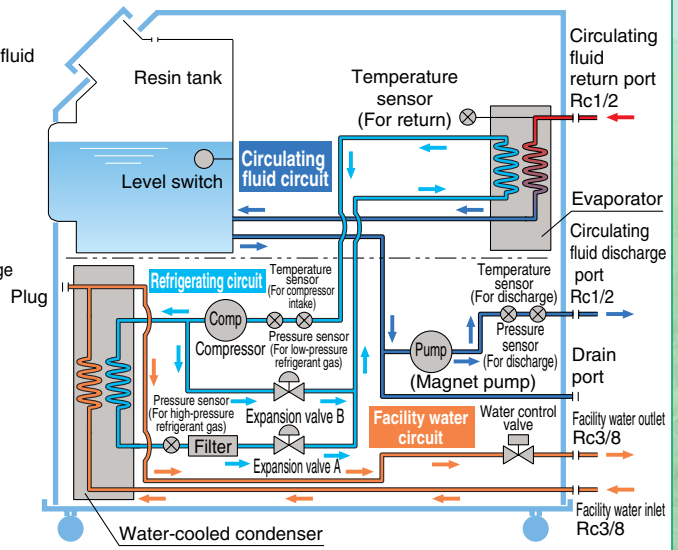 fluid
Resin tank
Level switch
Circulating
fluid circuit
Temperature
sensor
(For return)
Circulating
fluid
return port
Rc1/2
Evaporator
Circulating
fluid discharge
port
Rc1/2
ge
Plug
Refrigerating circuit
Temperature
sensor
(For compressor
intake)
Comp
Compressor
Pressure sensor
(For low-pressure
refrigerant gas)
Temperature
sensor
(For discharge)
Pressure
sensor
(For discharge)
Pump
(Magnet pump)
Drain
port
Pressure sensor
(For high-pressure
refrigerant gas)
Expansion valve B
Filter
Expansion valve A
Facility water
circuit
Water control
valve
Facility water outlet
Rc3/8
Facility water inlet
Rc3/8
Water-cooled condenser